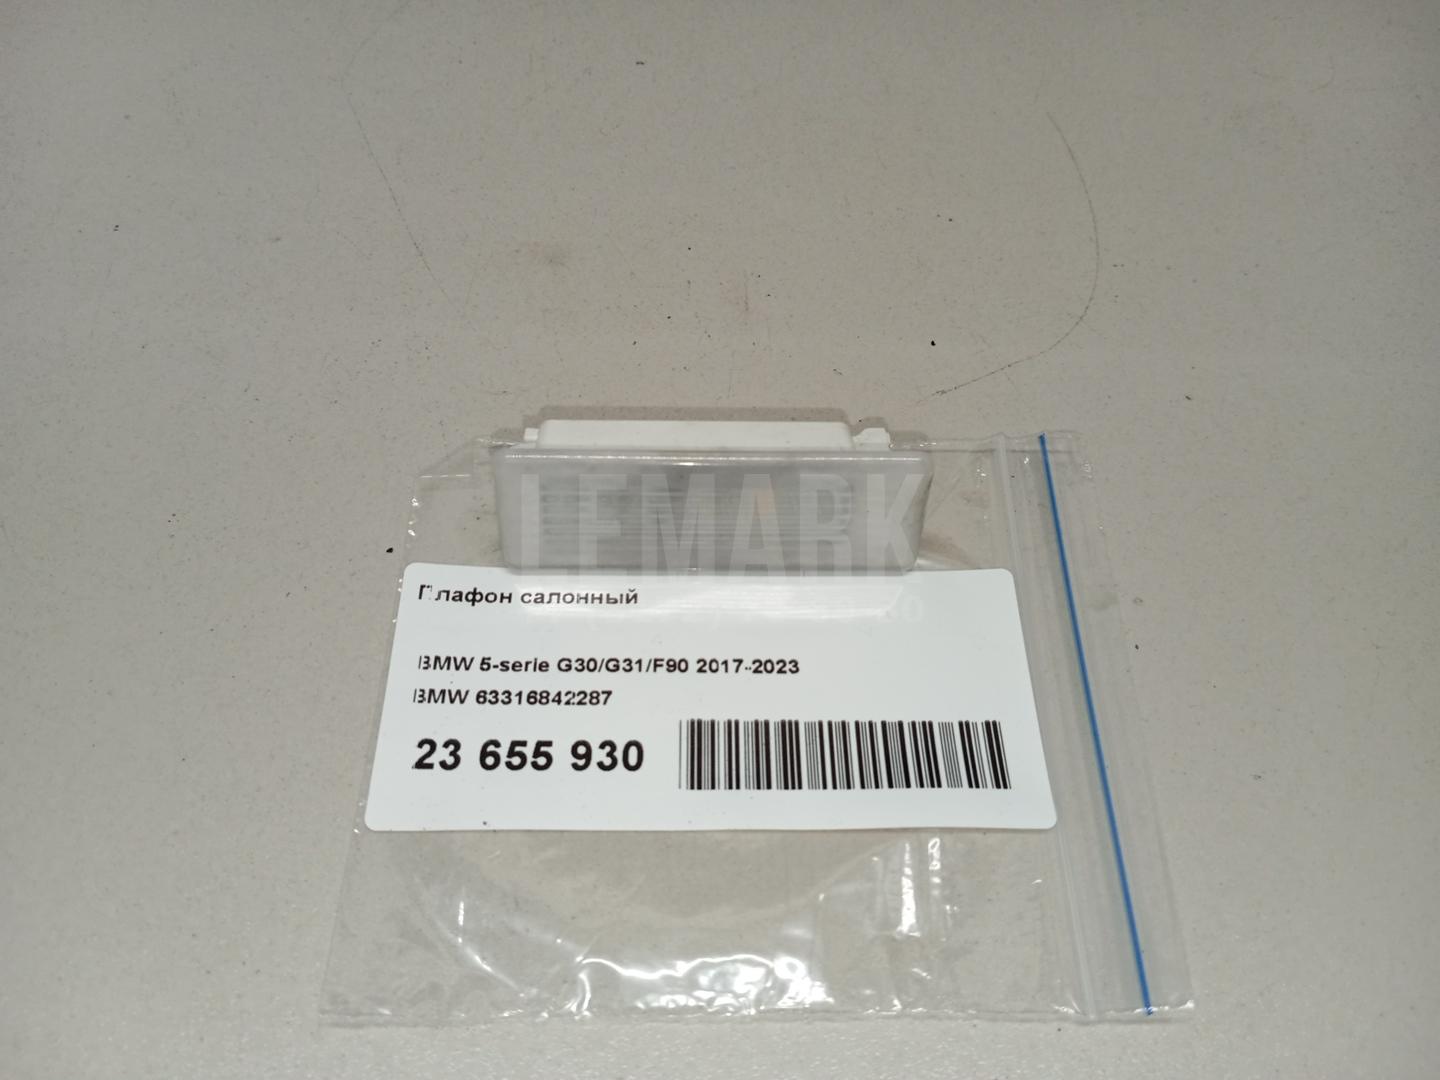 LEMARK
Плафон салонный
BMW 5-serie G30/G31/F90 2017-2023
BMW 63316842287
23 655 930